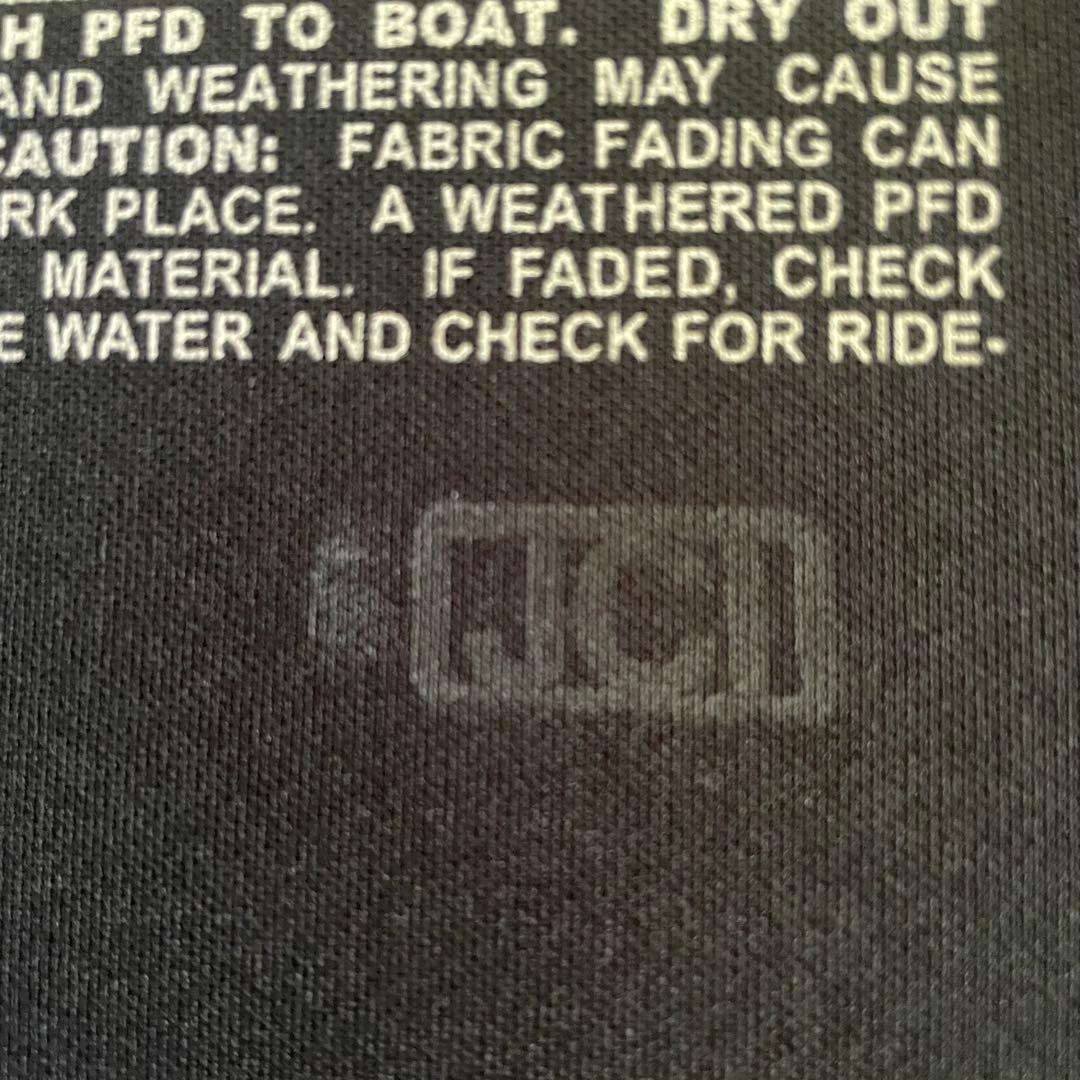 H PFD TO BOAT. DRY OUT
AND WEATHERING MAY CAUSE
CAUTION: FABRIC FADING CAN
RK PLACE. A WEATHERED PFD
MATERIAL. IF FADED, CHECK
E WATER AND CHECK FOR RIDE-
JCI